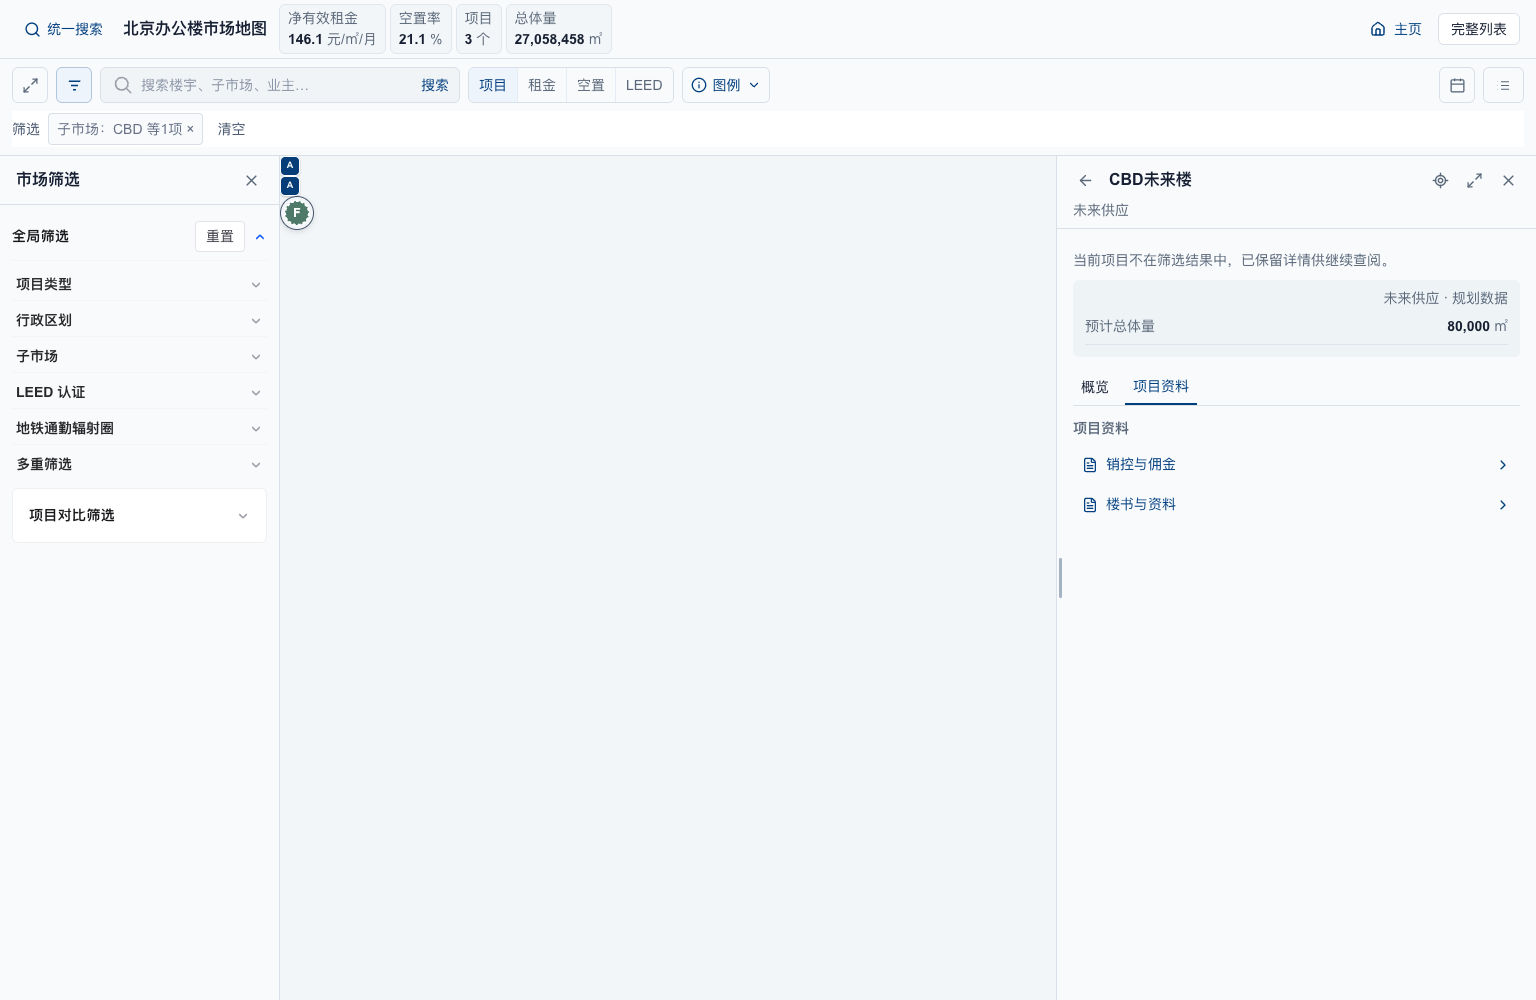 统一搜索
北京办公楼市场地图
净有效租金
146.1 元/㎡/月
空置率
21.1 %
项目
3 个
总体量
27,058,458 ㎡
主页
完整列表
搜索楼宇、子市场、业主...
搜索
项目
租金
空置
LEED
图例
筛选
子市场: CBD 等1项 ×
清空
市场筛选
全局筛选
重置
项目类型
行政区划
子市场
LEED 认证
地铁通勤辐射圈
多重筛选
项目对比筛选
A
A
F
CBD未来楼
未来供应
当前项目不在筛选结果中，已保留详情供继续查阅。
未来供应 · 规划数据
预计总体量
80,000 ㎡
概览
项目资料
项目资料
销控与佣金
楼书与资料